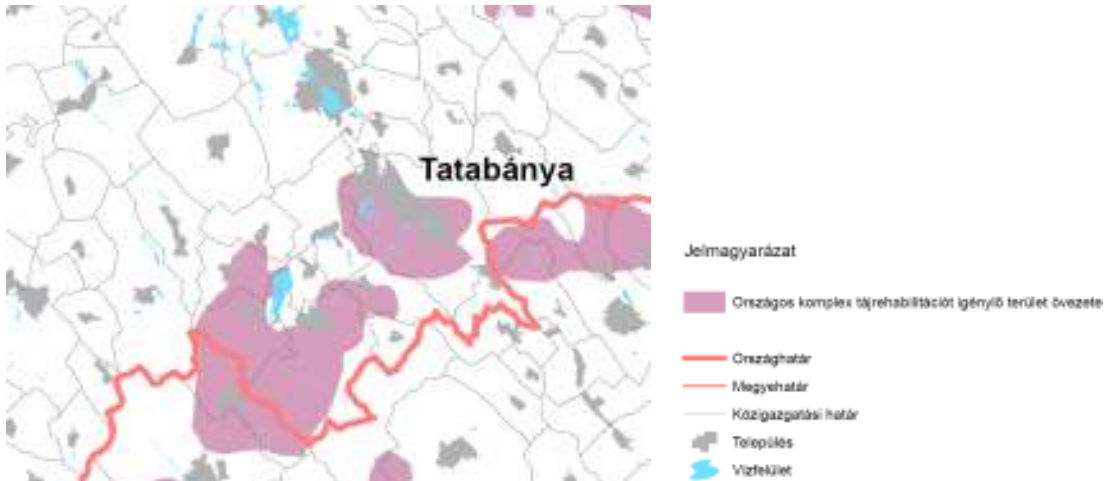 Tatabánya
Jelmagyarázat
Országos komplex tájrehabilitációt igénylő terület övezete
Országhatár
Megyehatár
Közigazgatási határ
Település
Vízfelület